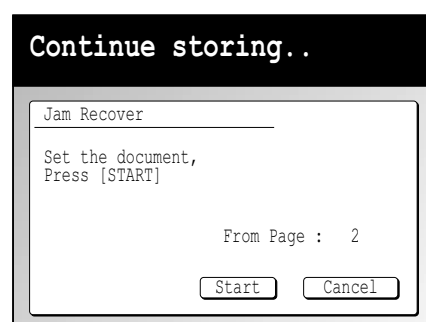 Continue storing..
Jam Recover
Set the document,
Press [START]
From Page : 2
Start Cancel